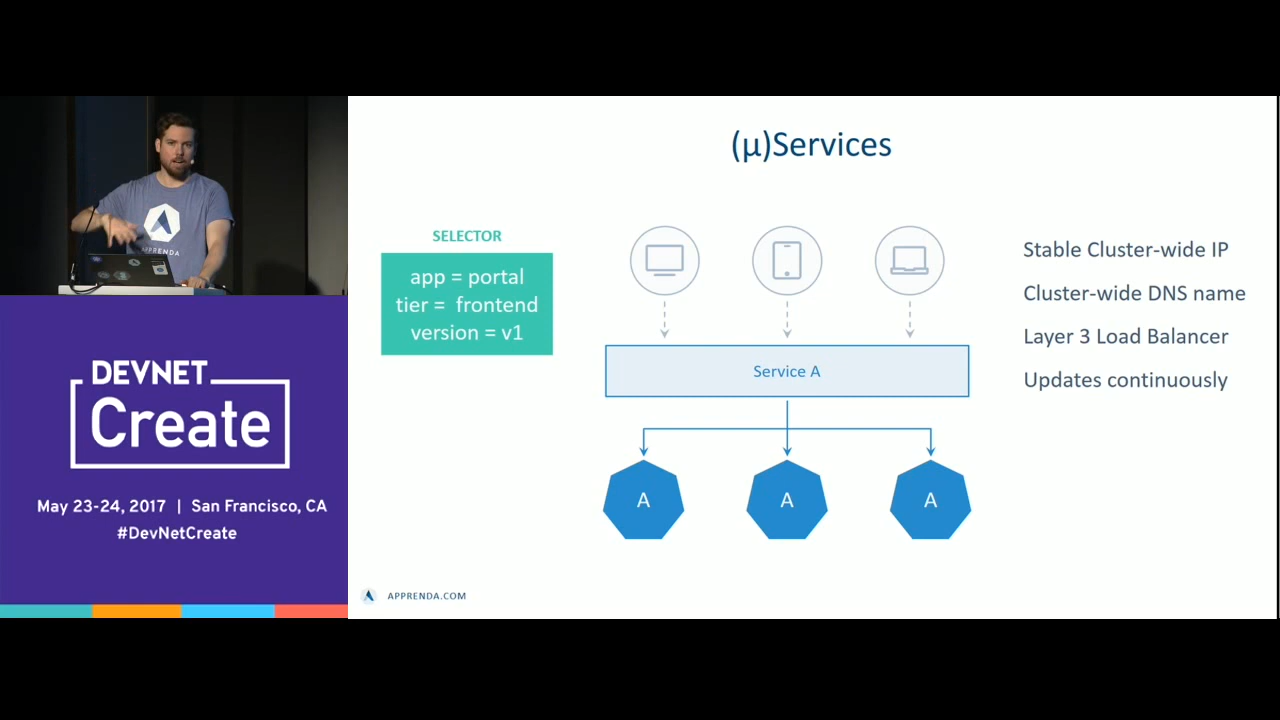 (µ)Services
SELECTOR
app = portal
tier = frontend
version = v1
Service A
A
A
A
Stable Cluster-wide IP
Cluster-wide DNS name
Layer 3 Load Balancer
Updates continuously
APPRENDA.COM
APPRENDA
DEVNET
Create
May 23-24, 2017 | San Francisco, CA
#DevNetCreate